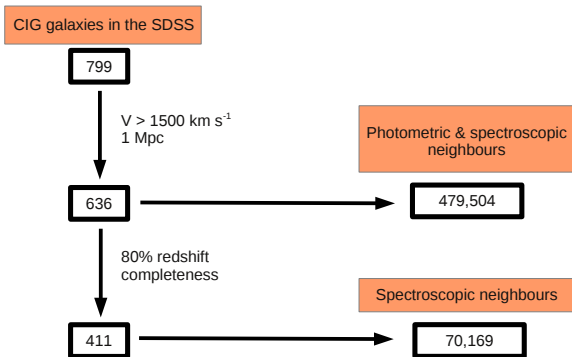 CIG galaxies in the SDSS
799
V > 1500 km s-1
1 Mpc
Photometric & spectroscopic
neighbours
636
479,504
80% redshift
completeness
Spectroscopic neighbours
411
70,169